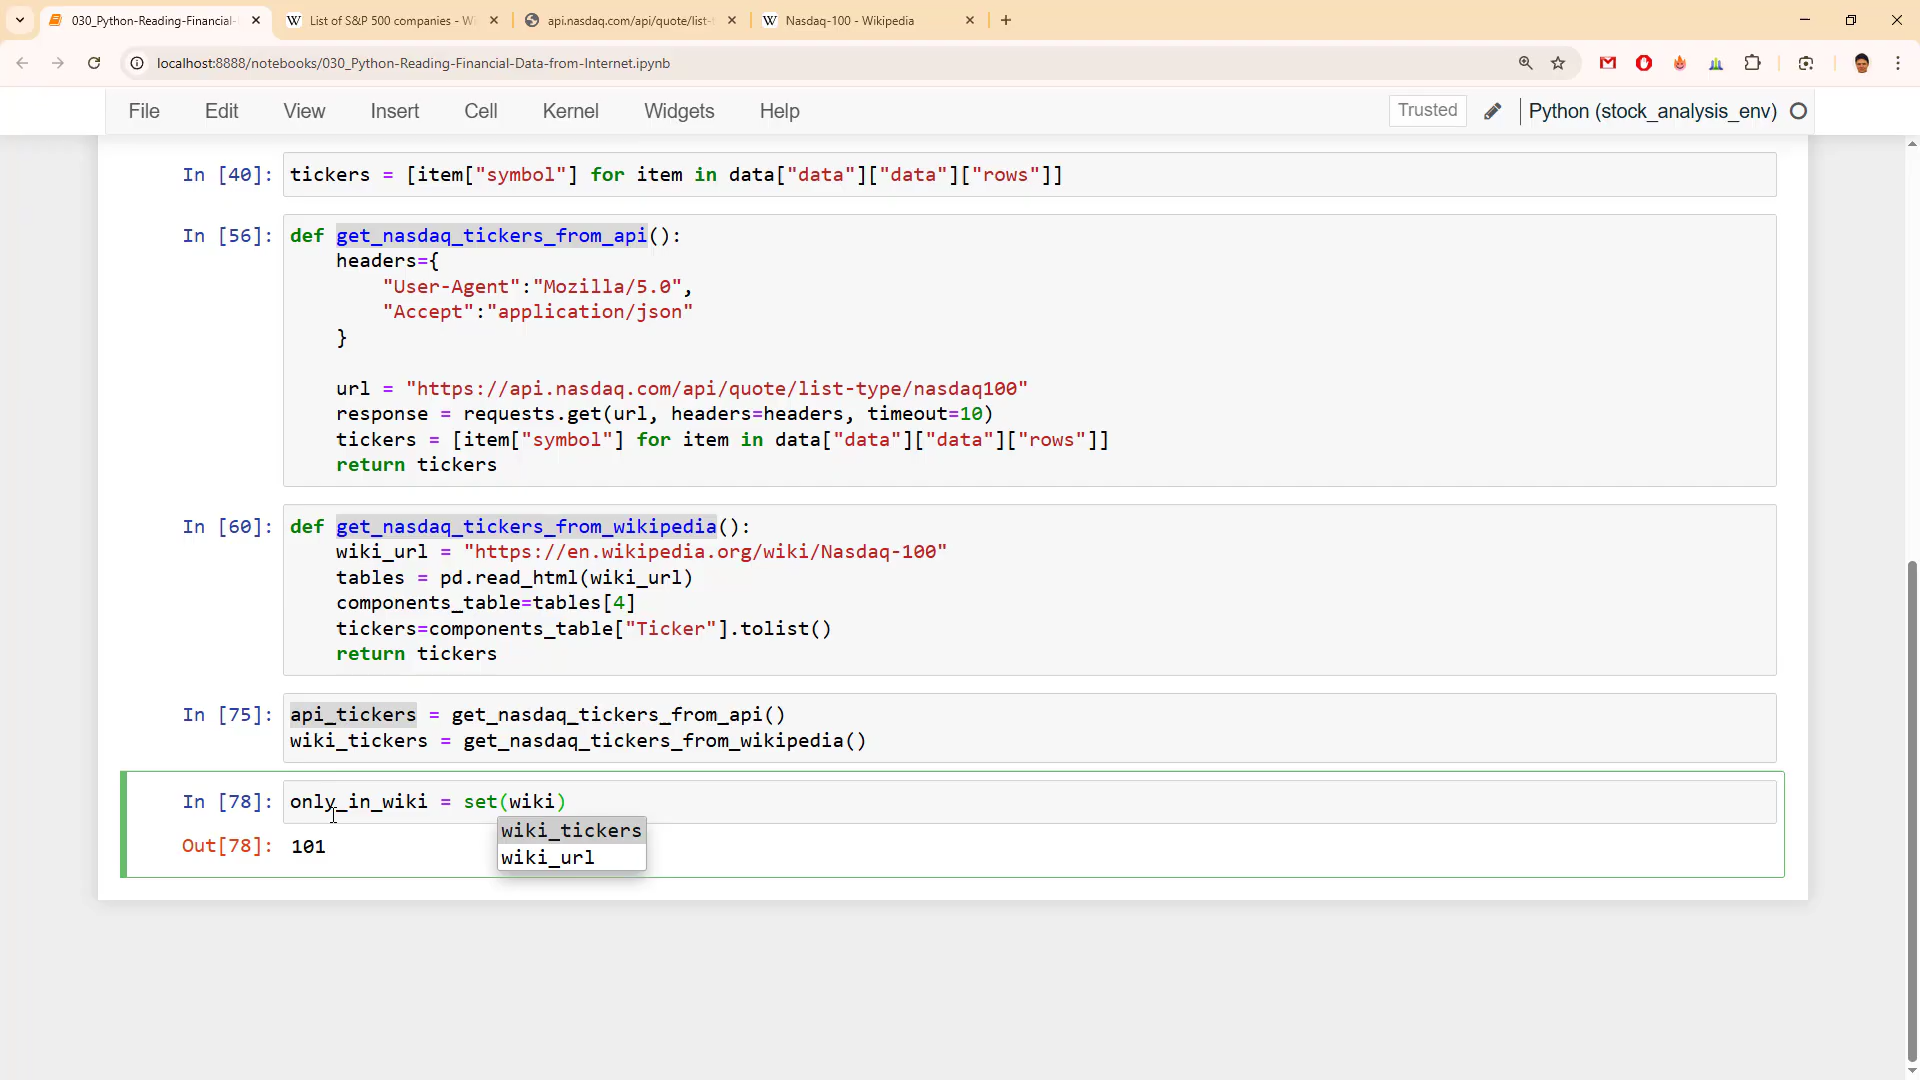 030_Python-Reading-Financial-
List of S&P 500 companies - W
api.nasdaq.com/api/quote/list-t
Nasdaq-100 - Wikipedia
localhost:8888/notebooks/030_Python-Reading-Financial-Data-from-Internet.ipynb
File Edit View Insert Cell Kernel Widgets Help Trusted Python (stock_analysis_env)
In [40]: tickers = [item["symbol"] for item in data["data"]["data"]["rows"]]
In [56]: def get_nasdaq_tickers_from_api():
headers={
"User-Agent":"Mozilla/5.0",
"Accept":"application/json"
}
url = "https://api.nasdaq.com/api/quote/list-type/nasdaq100"
response = requests.get(url, headers=headers, timeout=10)
tickers = [item["symbol"] for item in data["data"]["data"]["rows"]]
return tickers
In [60]: def get_nasdaq_tickers_from_wikipedia():
wiki_url = "https://en.wikipedia.org/wiki/Nasdaq-100"
tables = pd.read_html(wiki_url)
components_table=tables[4]
tickers=components_table["Ticker"].tolist()
return tickers
In [75]: api_tickers = get_nasdaq_tickers_from_api()
wiki_tickers = get_nasdaq_tickers_from_wikipedia()
In [78]: only_in_wiki = set(wiki)
wiki_tickers
Out[78]: 101
wiki_url